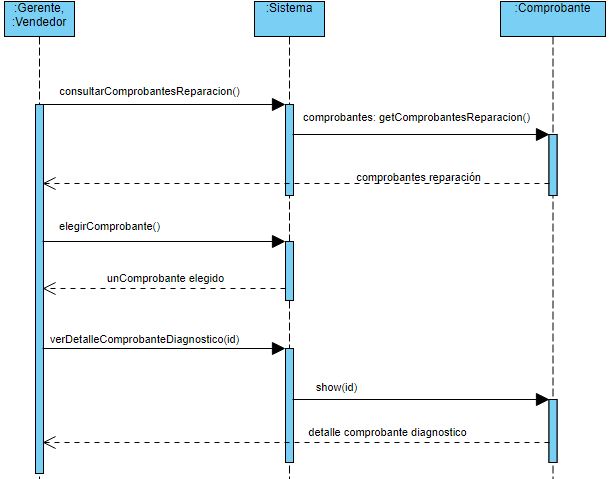 :Gerente,
:Vendedor
:Sistema
:Comprobante
consultarComprobantesReparacion()
comprobantes: getComprobantesReparacion()
comprobantes reparación
elegirComprobante()
unComprobante elegido
verDetalleComprobanteDiagnostico(id)
show(id)
detalle comprobante diagnostico